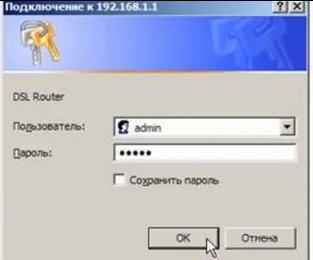 Подключение к 192.168.1.1
DSL Router
Пользователь: admin
Пароль: •••••
Сохранить пароль
OK Отмена